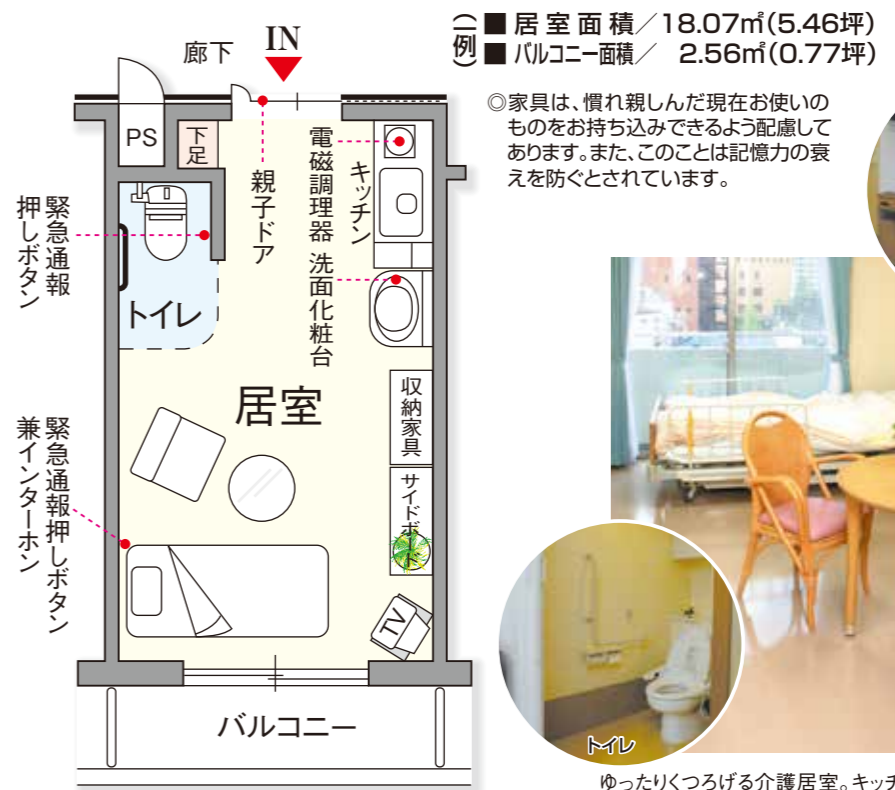 (一例)
■ 居室面積／18.07㎡(5.46坪)
■ バルコニー面積／ 2.56㎡(0.77坪)
◎家具は、慣れ親しんだ現在お使いの
ものをお持ち込みできるよう配慮して
あります。また、このことは記憶力の衰
えを防ぐとされています。
廊下
IN
PS
下足
親子ドア
電磁調理器
キッチン
洗面化粧台
緊急通報
押しボタン
トイレ
居室
収納家具
サイドボード
緊急通報押しボタン
兼インターホン
TV
バルコニー
トイレ
ゆったりくつろげる介護居室。キッチ